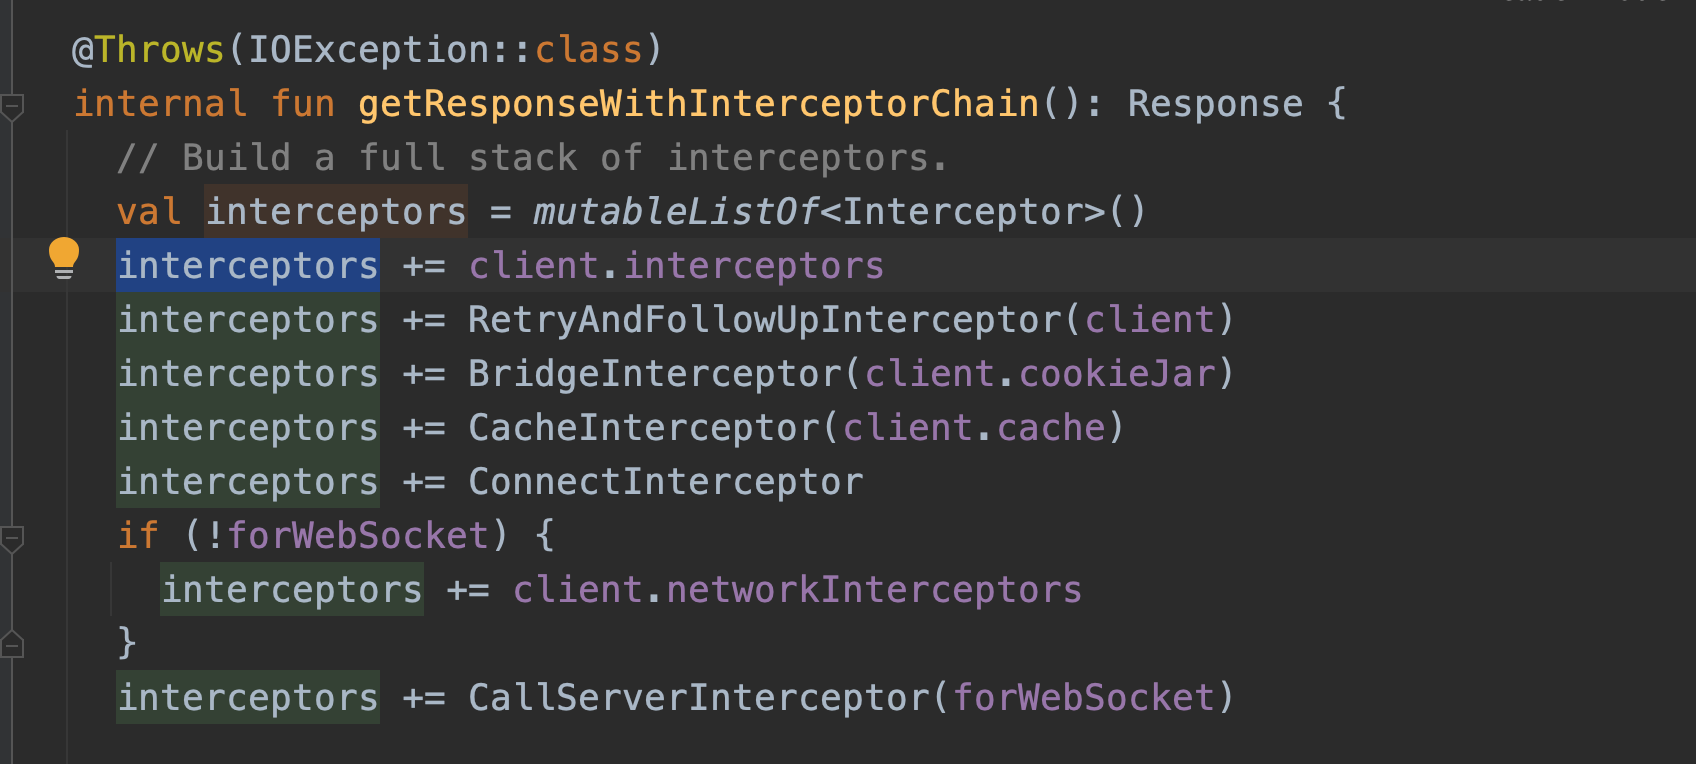 @Throws(IOException::class)
internal fun getResponseWithInterceptorChain(): Response {
// Build a full stack of interceptors.
val interceptors = mutableListOf<Interceptor>()
interceptors += client.interceptors
interceptors += RetryAndFollowUpInterceptor(client)
interceptors += BridgeInterceptor(client.cookieJar)
interceptors += CacheInterceptor(client.cache)
interceptors += ConnectInterceptor
if (!forWebSocket) {
interceptors += client.networkInterceptors
}
interceptors += CallServerInterceptor(forWebSocket)